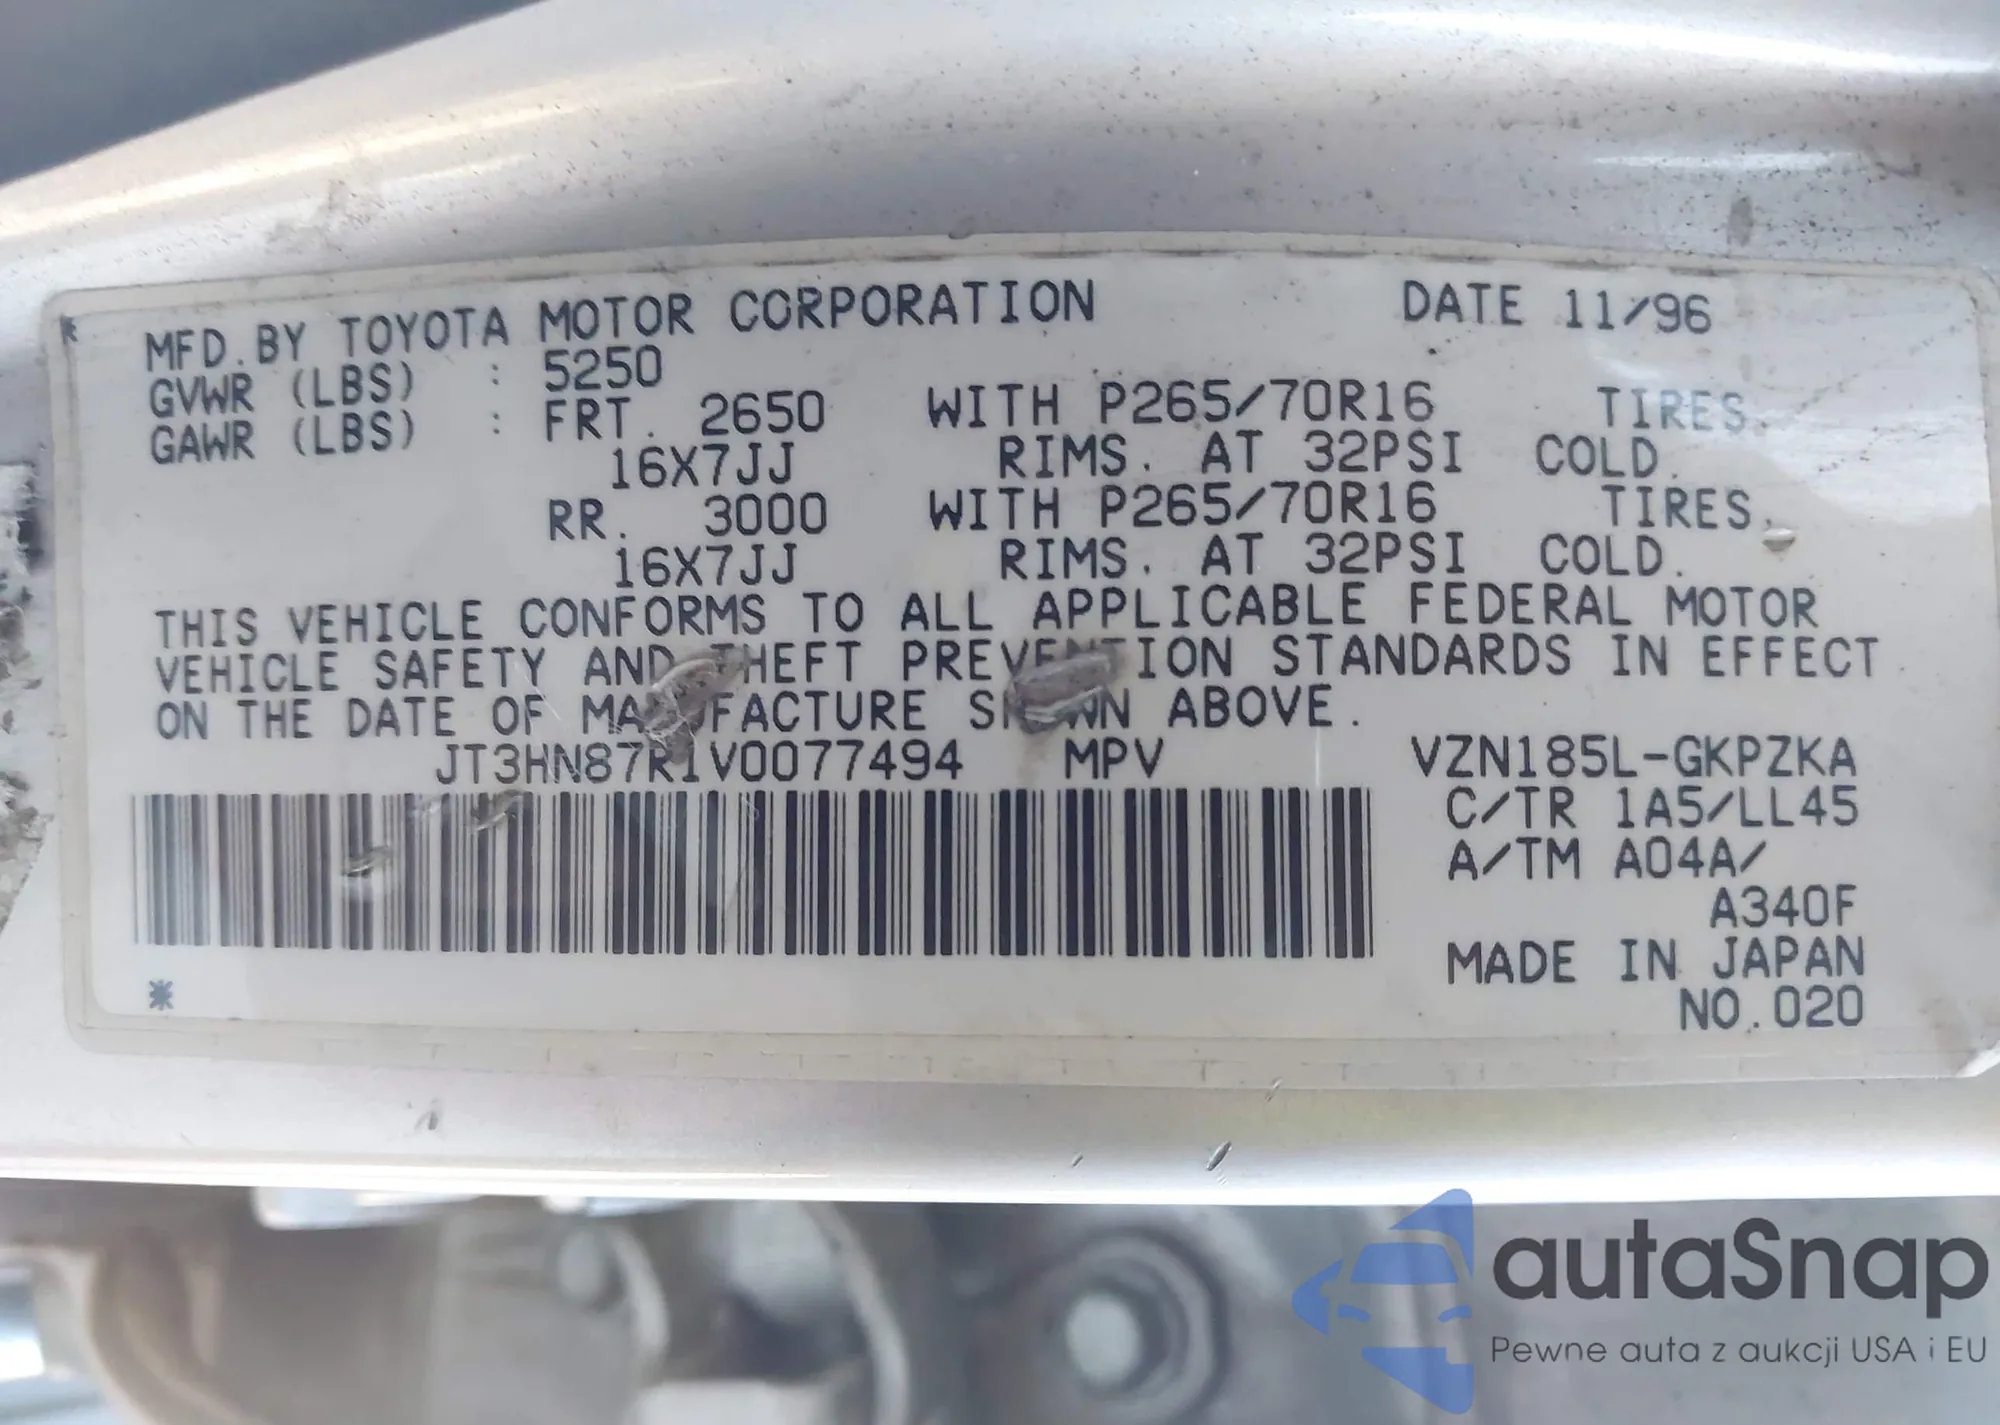 MFD.BY TOYOTA MOTOR CORPORATION DATE 11/96
GVWR (LBS) : 5250
GAWR (LBS) : FRT. 2650 WITH P265/70R16 TIRES.
16X7JJ RIMS. AT 32PSI COLD.
RR. 3000 WITH P265/70R16 TIRES.
16X7JJ RIMS. AT 32PSI COLD.
THIS VEHICLE CONFORMS TO ALL APPLICABLE FEDERAL MOTOR
VEHICLE SAFETY AND THEFT PREVENTION STANDARDS IN EFFECT
ON THE DATE OF MANUFACTURE SHOWN ABOVE.
JT3HN87R1V0077494 MPV VZN185L-GKPZKA
C/TR 1A5/LL45
A/TM A04A/
A340F
MADE IN JAPAN
* NO.020
autaSnap
Pewne auta z aukcji USA i EU